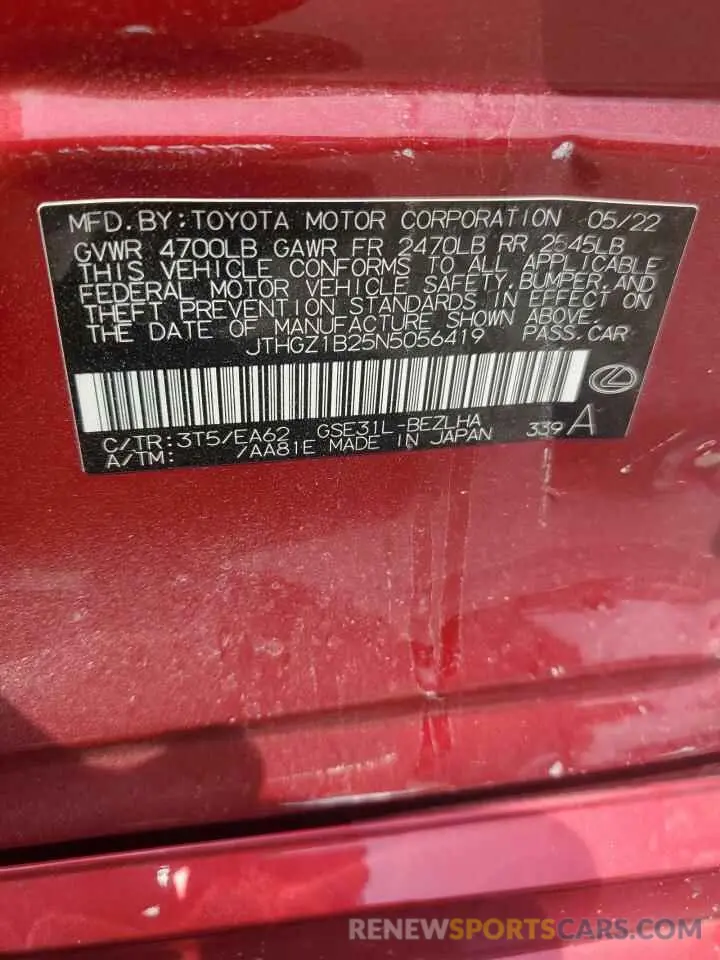 MFD.BY:TOYOTA MOTOR CORPORATION 05/22
GVWR 4700LB GAWR FR 2470LB RR 2645LB
THIS VEHICLE CONFORMS TO ALL APPLICABLE
FEDERAL MOTOR VEHICLE SAFETY,BUMPER,AND
THEFT PREVENTION STANDARDS IN EFFECT ON
THE DATE OF MANUFACTURE SHOWN ABOVE.
JTHGZ1B25N5056419 PASS.CAR
C/TR:3T5/EA62 GSE31L-BEZLHA 339A
A/TM: /AA81E MADE IN JAPAN
RENEWSPORTSCARS.COM